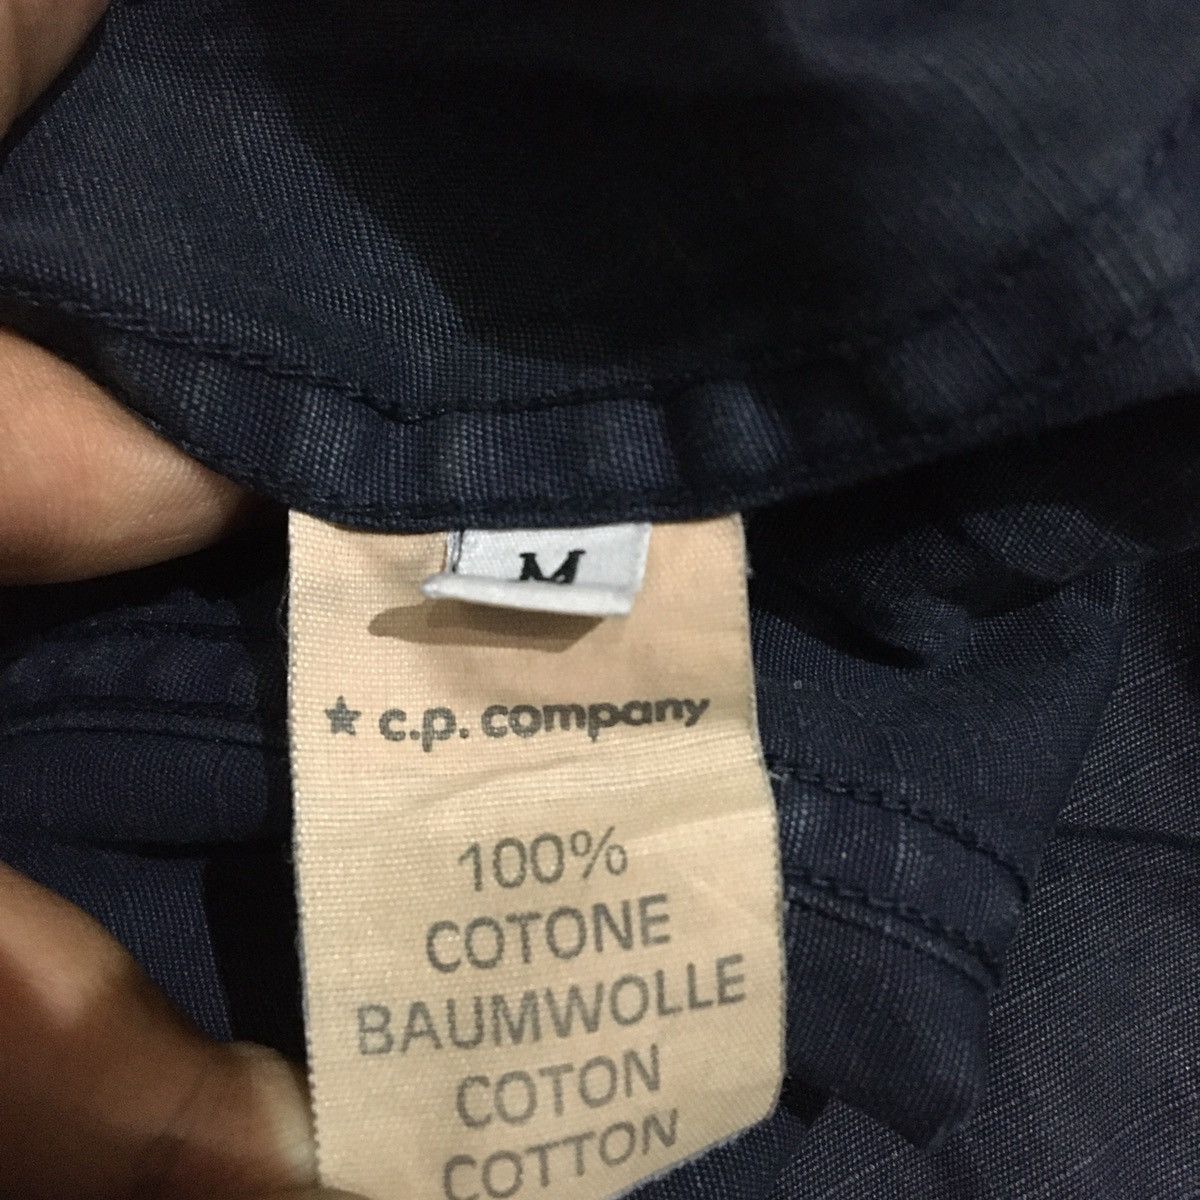 M
c.p. company
100%
COTONE
BAUMWOLLE
COTON
COTTON